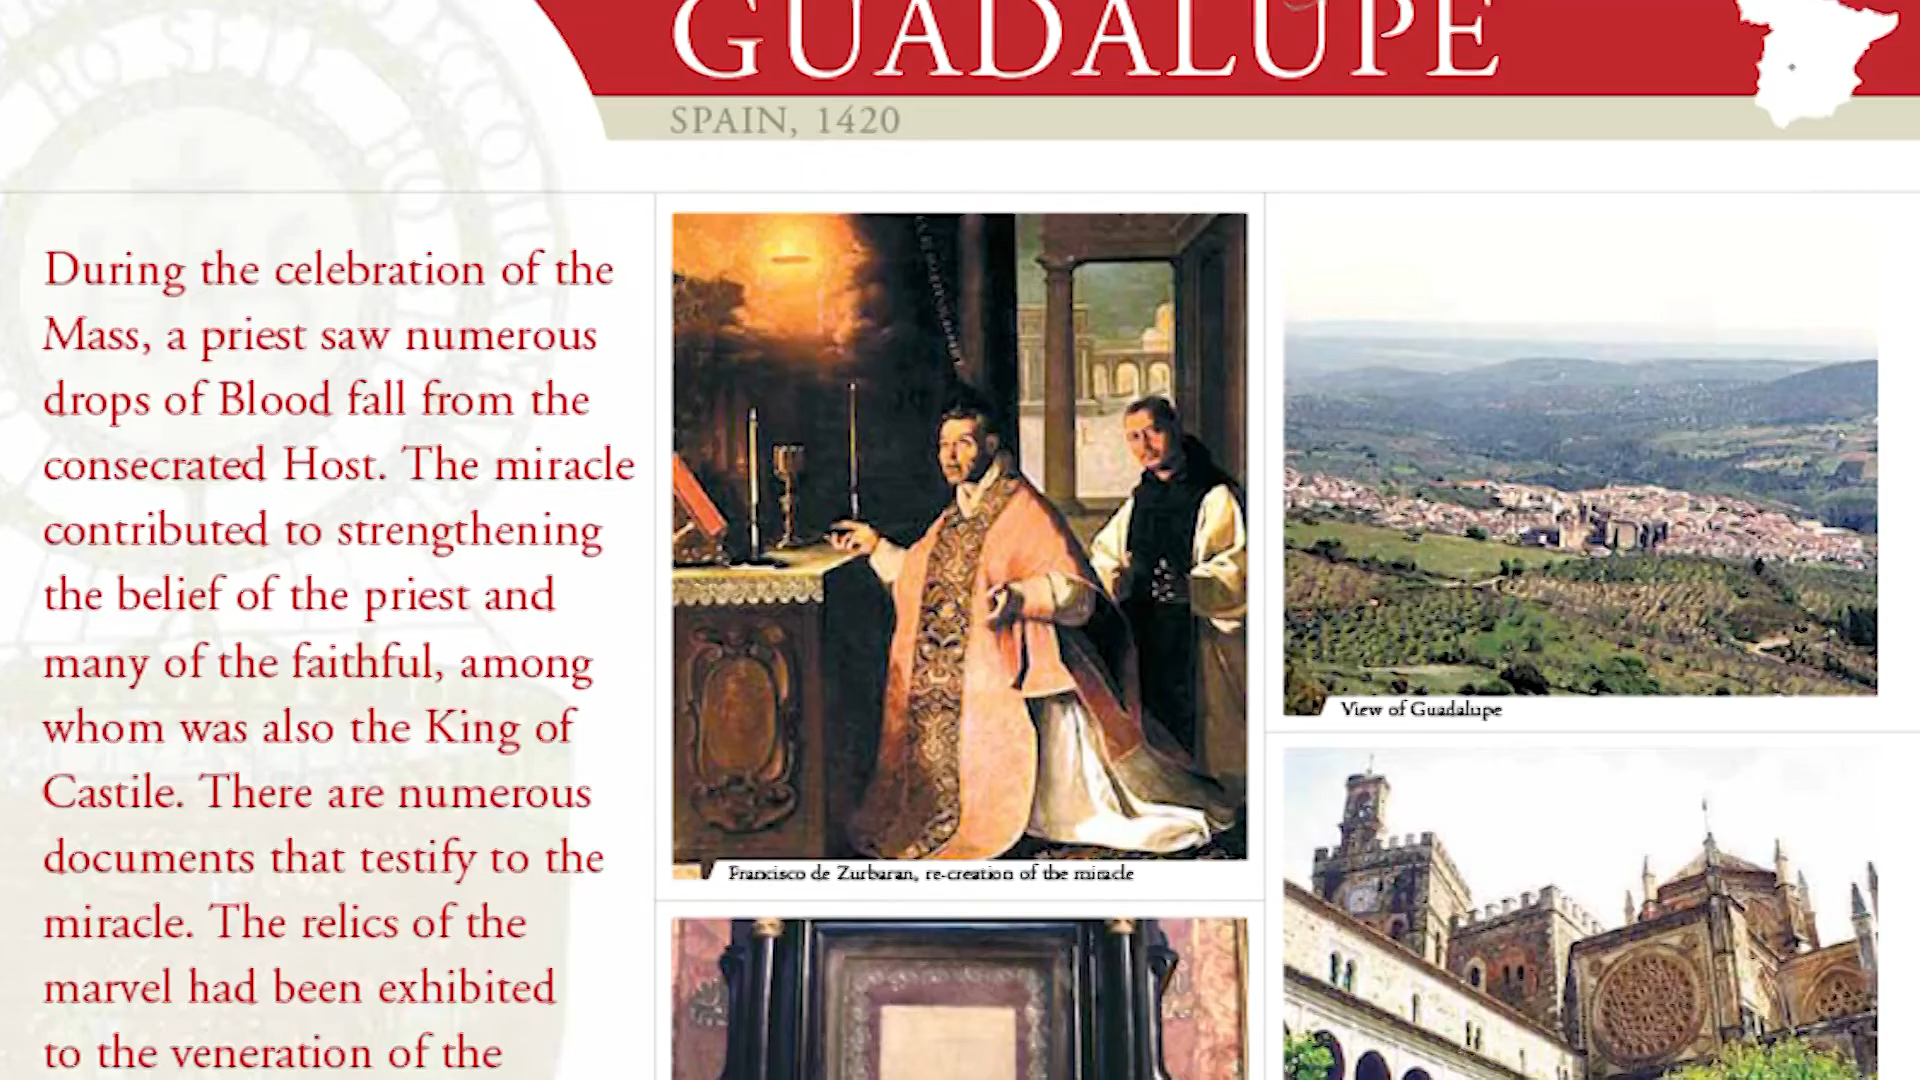 GUADALUPE
SPAIN, 1420
During the celebration of the
Mass, a priest saw numerous
drops of Blood fall from the
consecrated Host. The miracle
contributed to strengthening
the belief of the priest and
many of the faithful, among
whom was also the King of
Castile. There are numerous
documents that testify to the
miracle. The relics of the
marvel had been exhibited
to the veneration of the
Francisco de Zurbaran, re-creation of the miracle
View of Guadalupe